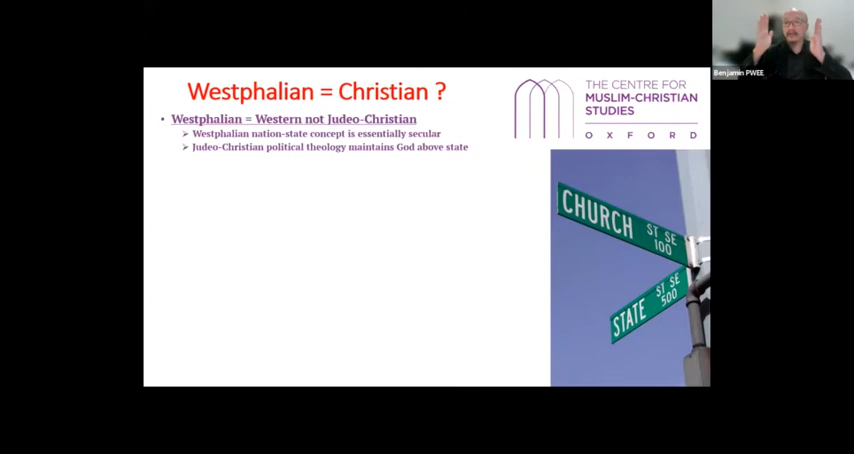 Westphalian = Christian ?
• Westphalian = Western not Judeo-Christian
➢ Westphalian nation-state concept is essentially secular
➢ Judeo-Christian political theology maintains God above state
THE CENTRE FOR
MUSLIM-CHRISTIAN
STUDIES
OXFORD
CHURCH ST SE 100
STATE ST SE 500
Benjamin PWEE